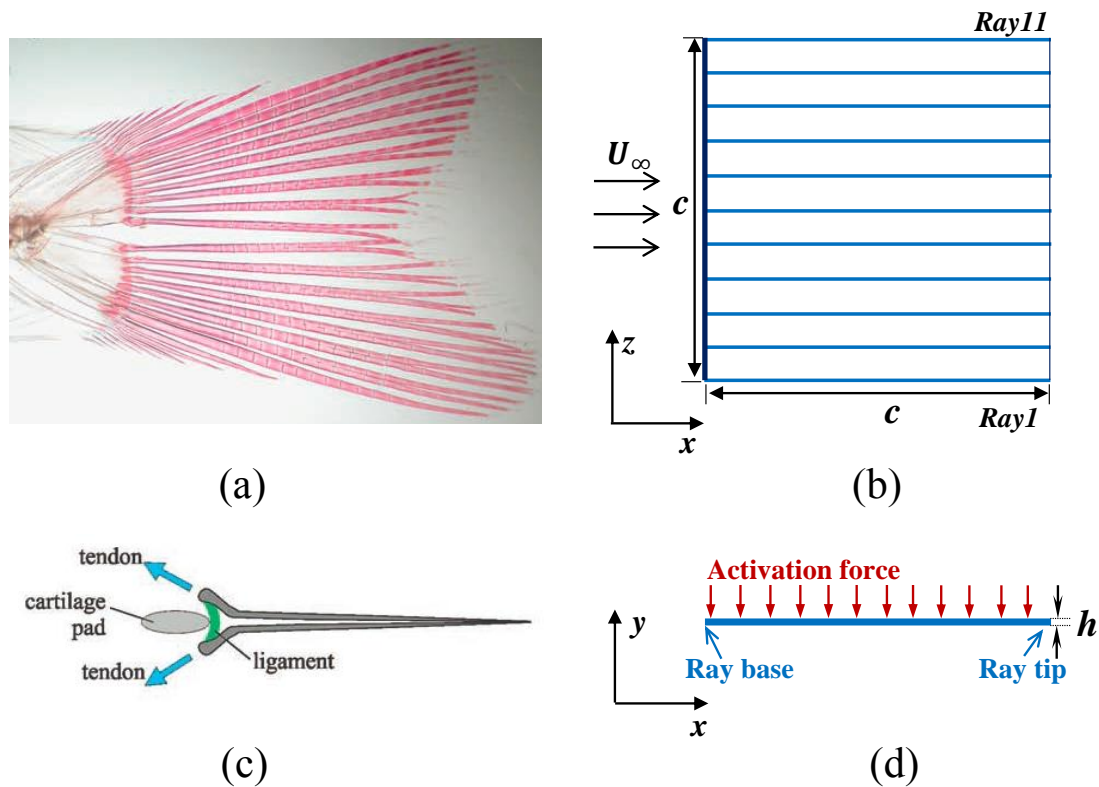 Ray11
U∞
c
z
c
Ray1
x
(a)
(b)
tendon
cartilage
pad
tendon
ligament
Activation force
y
h
Ray base
Ray tip
x
(c)
(d)